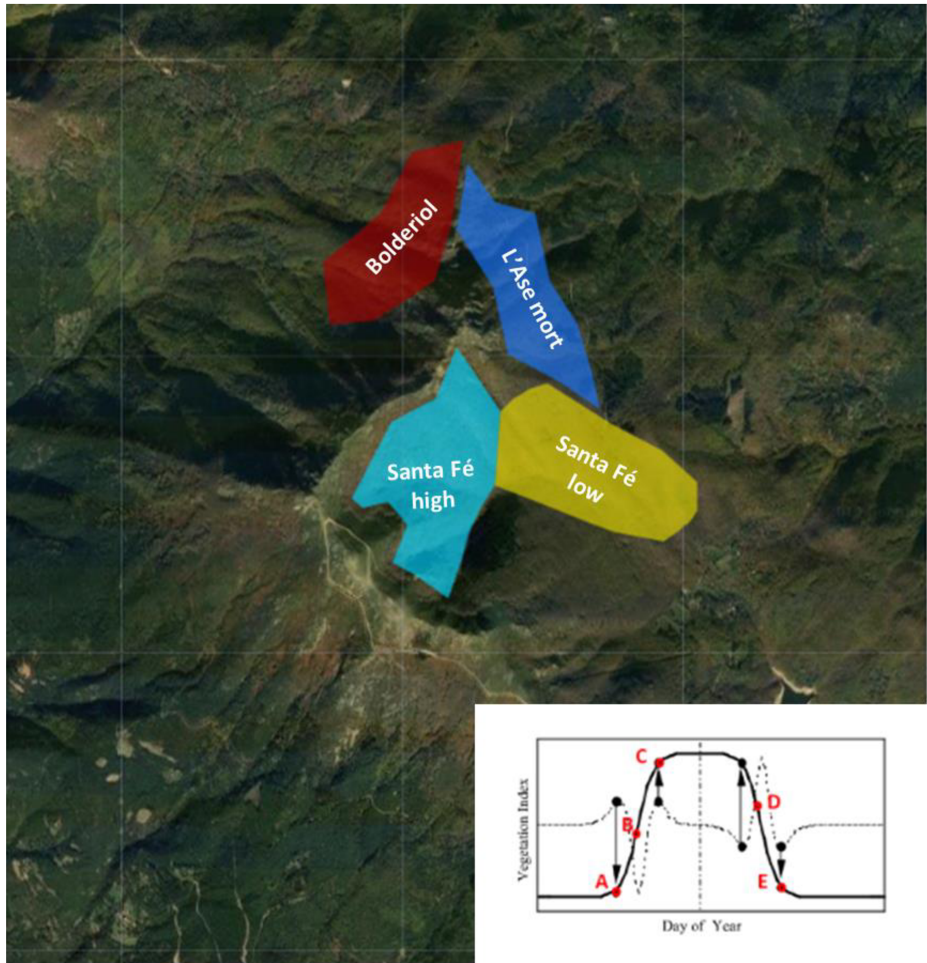 Bolderiol
L'Ase mort
Santa Fé
high
Santa Fé
low
C
B
D
A
E
Vegetation Index
Day of Year